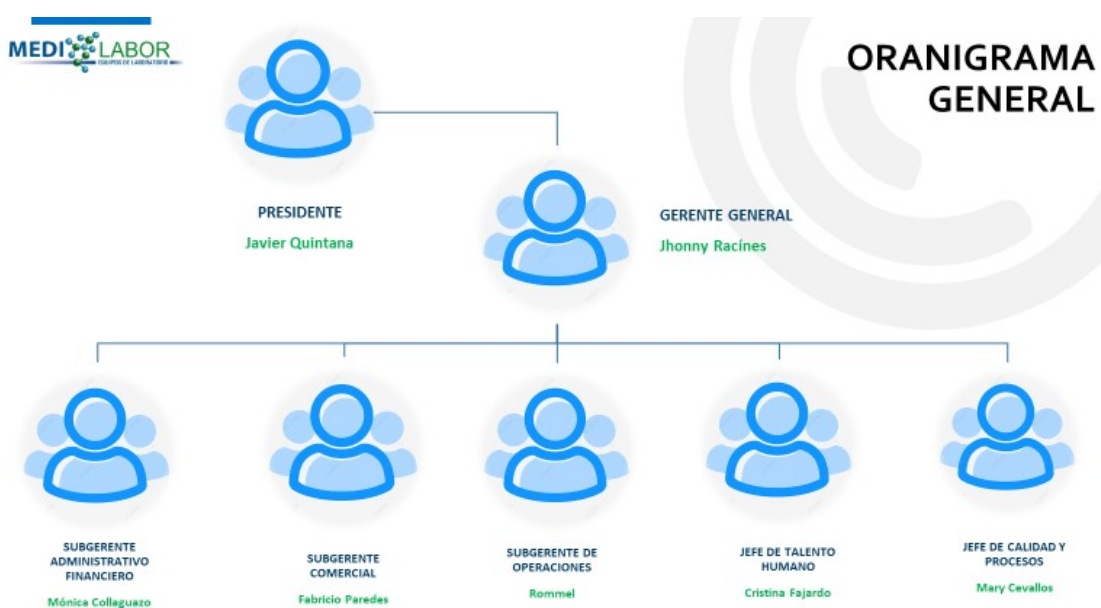 MEDI LABOR
EQUIPOS DE LABORATORIO
ORANIGRAMA
GENERAL
PRESIDENTE
Javier Quintana
GERENTE GENERAL
Jhonny Racínes
SUBGERENTE
ADMINISTRATIVO
FINANCIERO
Mónica Collaguazo
SUBGERENTE
COMERCIAL
Fabricio Paredes
SUBGERENTE DE
OPERACIONES
Rommel
JEFE DE TALENTO
HUMANO
Cristina Fajardo
JEFE DE CALIDAD Y
PROCESOS
Mary Cevallos